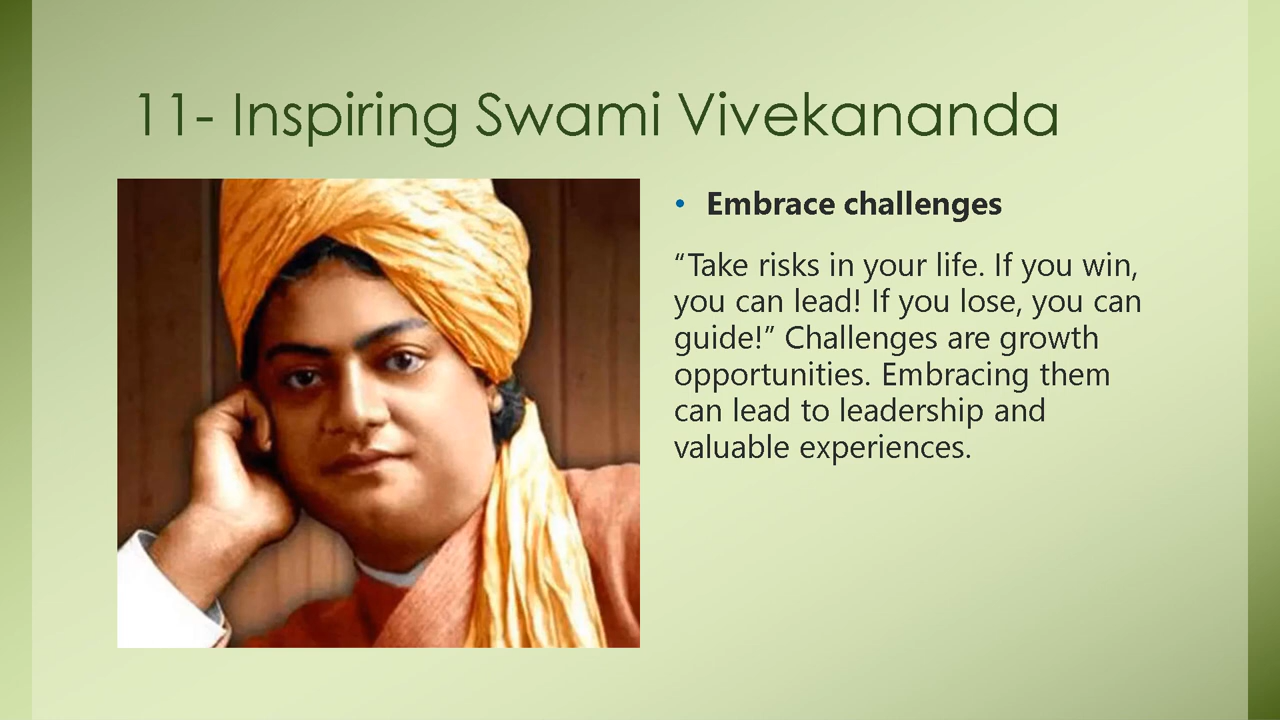 11- Inspiring Swami Vivekananda
• Embrace challenges
“Take risks in your life. If you win,
you can lead! If you lose, you can
guide!” Challenges are growth
opportunities. Embracing them
can lead to leadership and
valuable experiences.